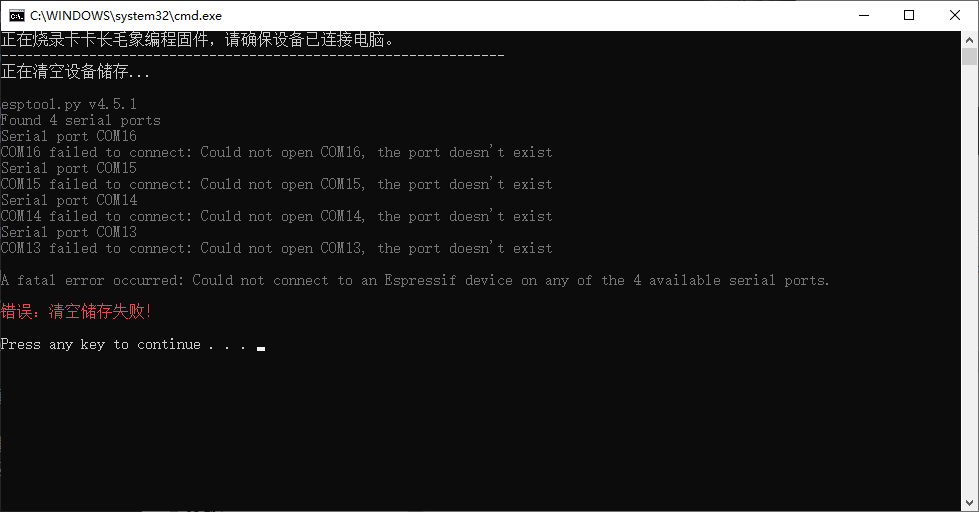 C:\WINDOWS\system32\cmd.exe
正在烧录卡卡长毛象编程固件，请确保设备已连接电脑。
---------------------------------------------------------------
正在清空设备储存...
esptool.py v4.5.1
Found 4 serial ports
Serial port COM16
COM16 failed to connect: Could not open COM16, the port doesn't exist
Serial port COM15
COM15 failed to connect: Could not open COM15, the port doesn't exist
Serial port COM14
COM14 failed to connect: Could not open COM14, the port doesn't exist
Serial port COM13
COM13 failed to connect: Could not open COM13, the port doesn't exist
A fatal error occurred: Could not connect to an Espressif device on any of the 4 available serial ports.
错误：清空储存失败！
Press any key to continue . . .